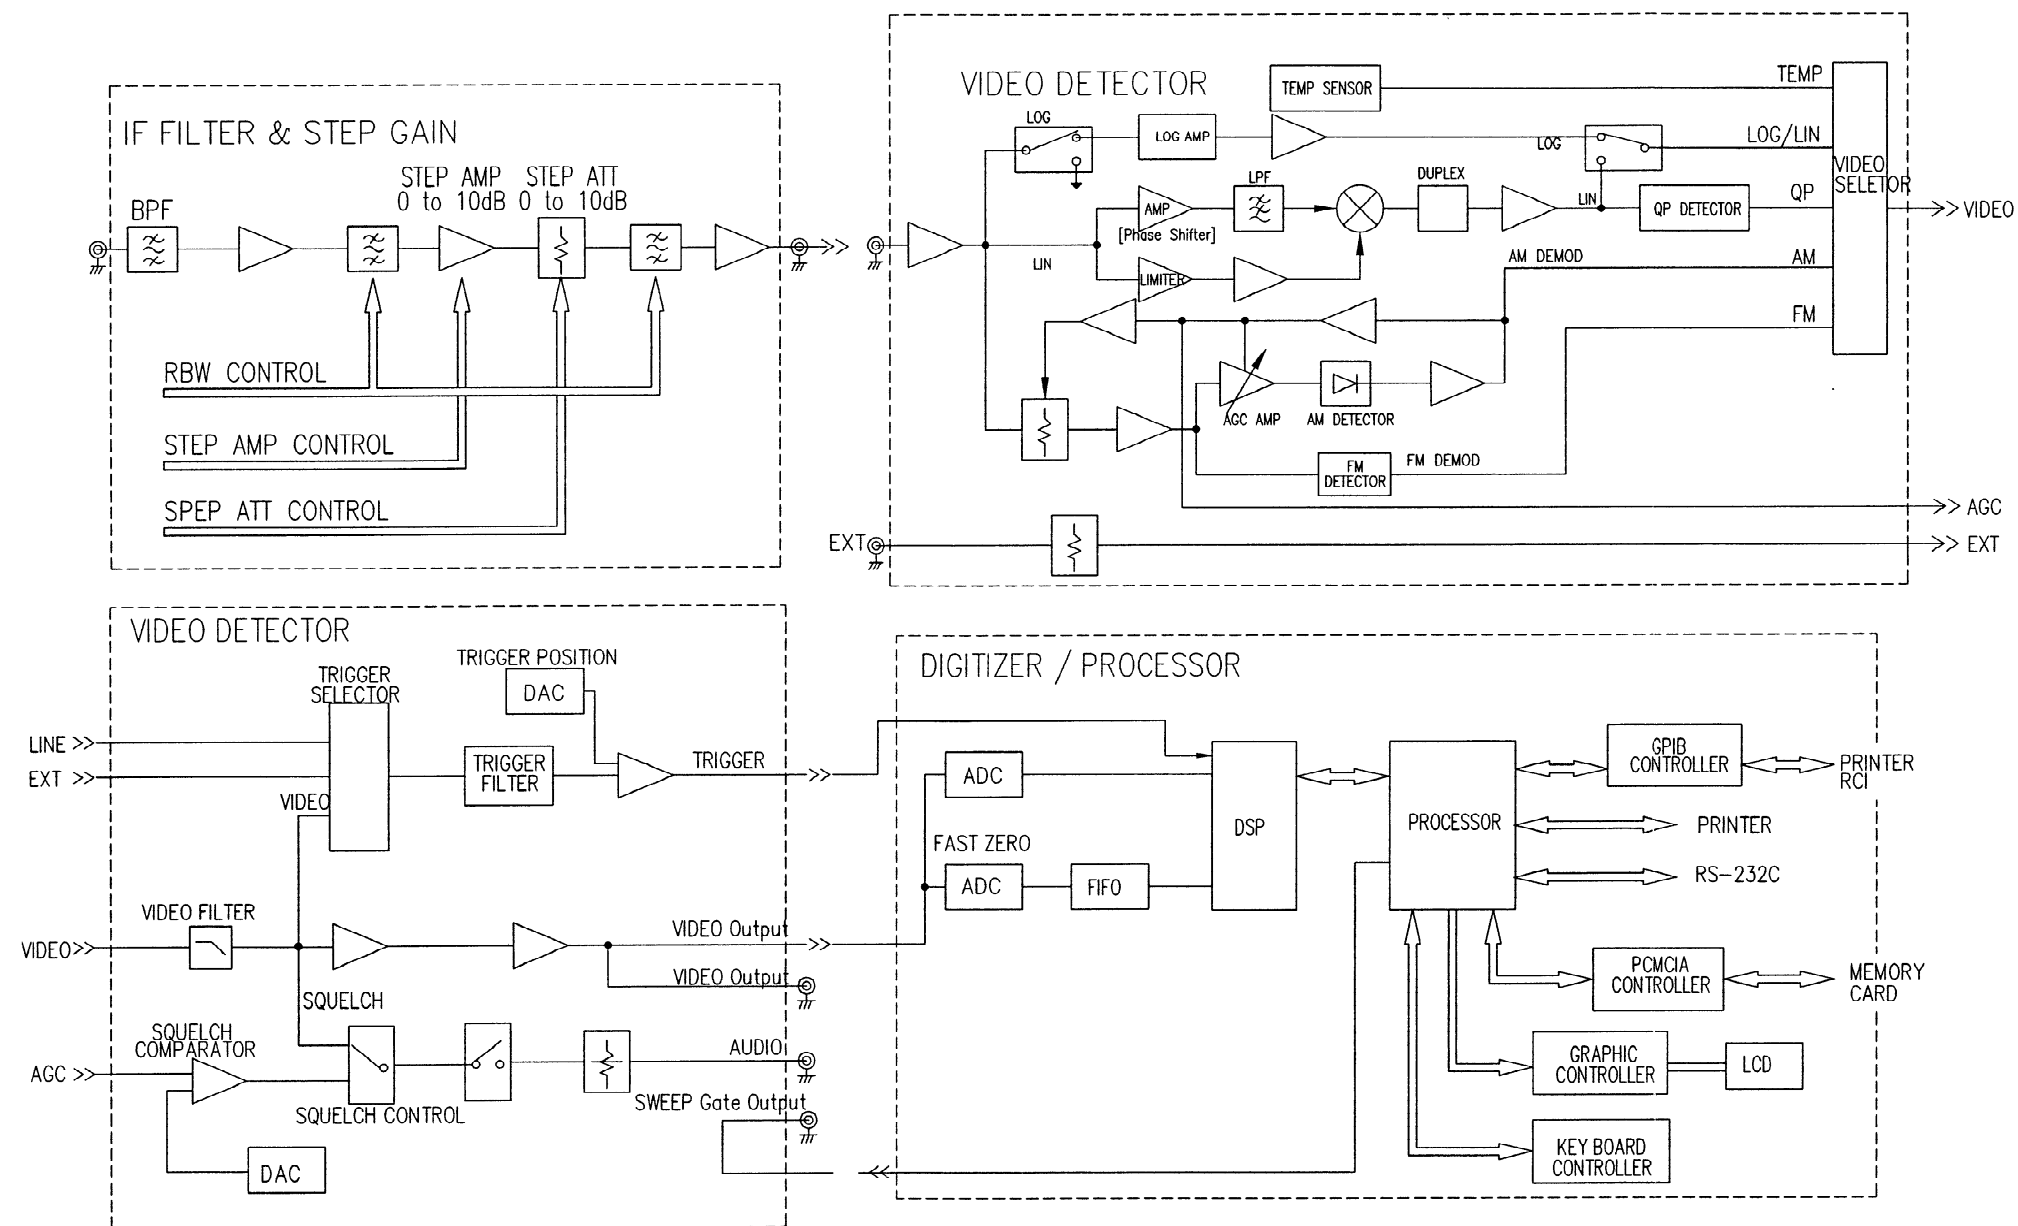 IF FILTER & STEP GAIN
BPF
STEP AMP
0 to 10dB
STEP ATT
0 to 10dB
RBW CONTROL
STEP AMP CONTROL
SPEP ATT CONTROL
VIDEO DETECTOR
TEMP SENSOR
TEMP
LOG
LOG AMP
LOG
LOG/LIN
VIDEO
SELETOR
LPF
DUPLEX
AMP
[Phase Shifter]
LIN
QP DETECTOR
QP
VIDEO
LIN
LIMITER
AM DEMOD
AM
FM
AGC AMP
AM DETECTOR
FM
DETECTOR
FM DEMOD
AGC
EXT
EXT
VIDEO DETECTOR
TRIGGER POSITION
TRIGGER
SELECTOR
DAC
LINE
EXT
TRIGGER
FILTER
TRIGGER
VIDEO
VIDEO FILTER
VIDEO
VIDEO Output
VIDEO Output
SQUELCH
SQUELCH
COMPARATOR
AGC
AUDIO
SQUELCH CONTROL
SWEEP Gate Output
DAC
DIGITIZER / PROCESSOR
ADC
FAST ZERO
ADC
FIFO
DSP
PROCESSOR
GPIB
CONTROLLER
PRINTER
RCI
PRINTER
RS-232C
PCMCIA
CONTROLLER
MEMORY
CARD
GRAPHIC
CONTROLLER
LCD
KEY BOARD
CONTROLLER